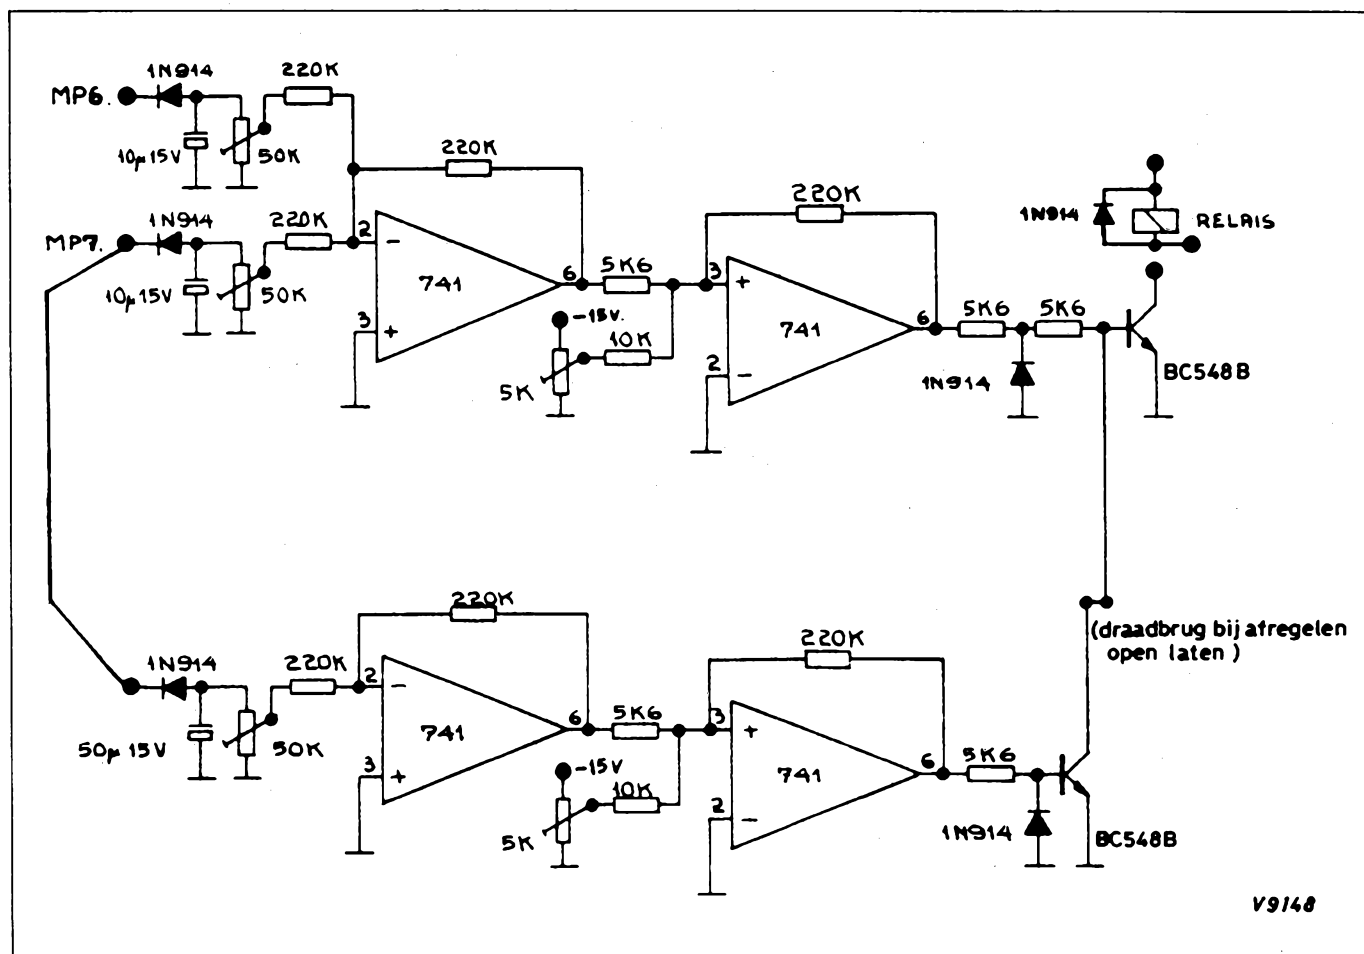 1N914
220K
MP6.
10µ 15V
50K
220K
220K
1N914
RELAIS
1N914
220K
MP7.
10µ 15V
50K
2
−
741
3
+
6
5K6
-15V.
10K
5K
3
+
741
2
−
6
5K6
5K6
1N914
BC548B
220K
220K
(draadbrug bij afregelen
open laten )
1N914
220K
50µ 15V
50K
2
−
741
3
+
6
5K6
-15V
10K
5K
3
+
741
2
−
6
5K6
1N914
BC548B
V9148